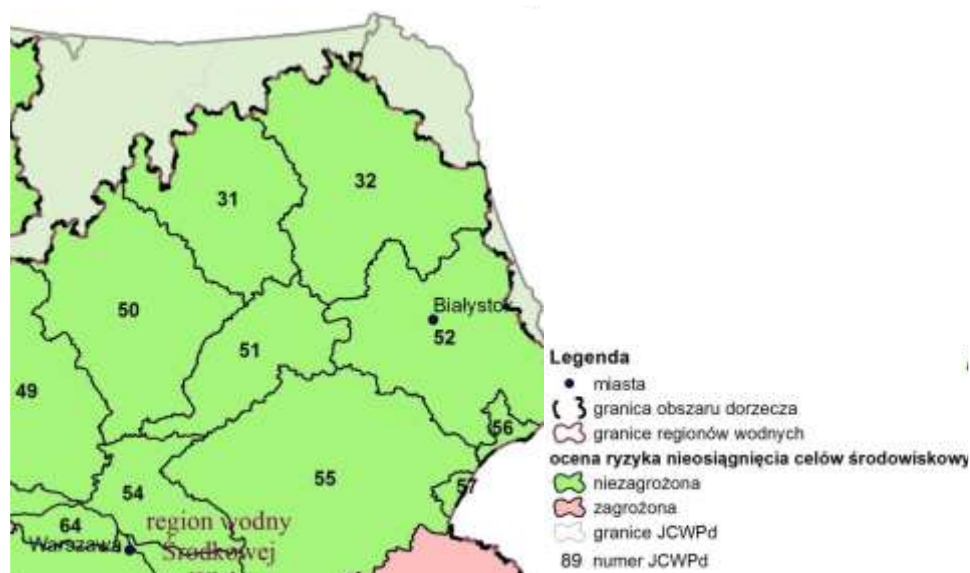 32
31
50
Białystok
52
51
49
56
55
57
54
64
region wodny
Warszawa
Środkowej
Legenda
miasta
granica obszaru dorzecza
granice regionów wodnych
ocena ryzyka nieosiągnięcia celów środowiskowy
niezagrożona
zagrożona
granice JCWPd
89 numer JCWPd